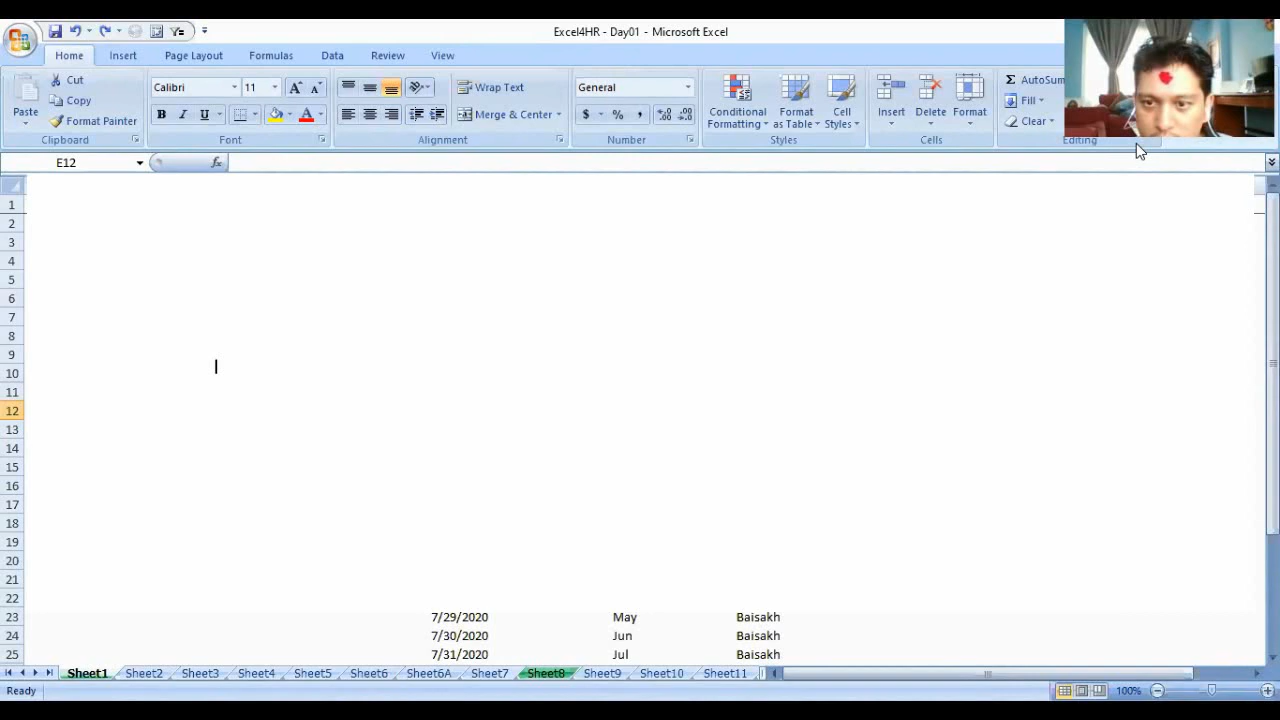 Excel4HR - Day01 - Microsoft Excel
Home Insert Page Layout Formulas Data Review View
Paste
Cut
Copy
Format Painter
Clipboard
Calibri 11
B I U
Font
Wrap Text
Merge & Center
Alignment
General
$ % ,
Number
Conditional Formatting
Format as Table
Cell Styles
Styles
Insert Delete Format
Cells
Σ AutoSum
Fill
Clear
Editing
E12 fx
1
2
3
4
5
6
7
8
9
10
11
12
13
14
15
16
17
18
19
20
21
22
23 7/29/2020 May Baisakh
24 7/30/2020 Jun Baisakh
25 7/31/2020 Jul Baisakh
Sheet1 Sheet2 Sheet3 Sheet4 Sheet5 Sheet6 Sheet6A Sheet7 Sheet8 Sheet9 Sheet10 Sheet11
Ready 100%